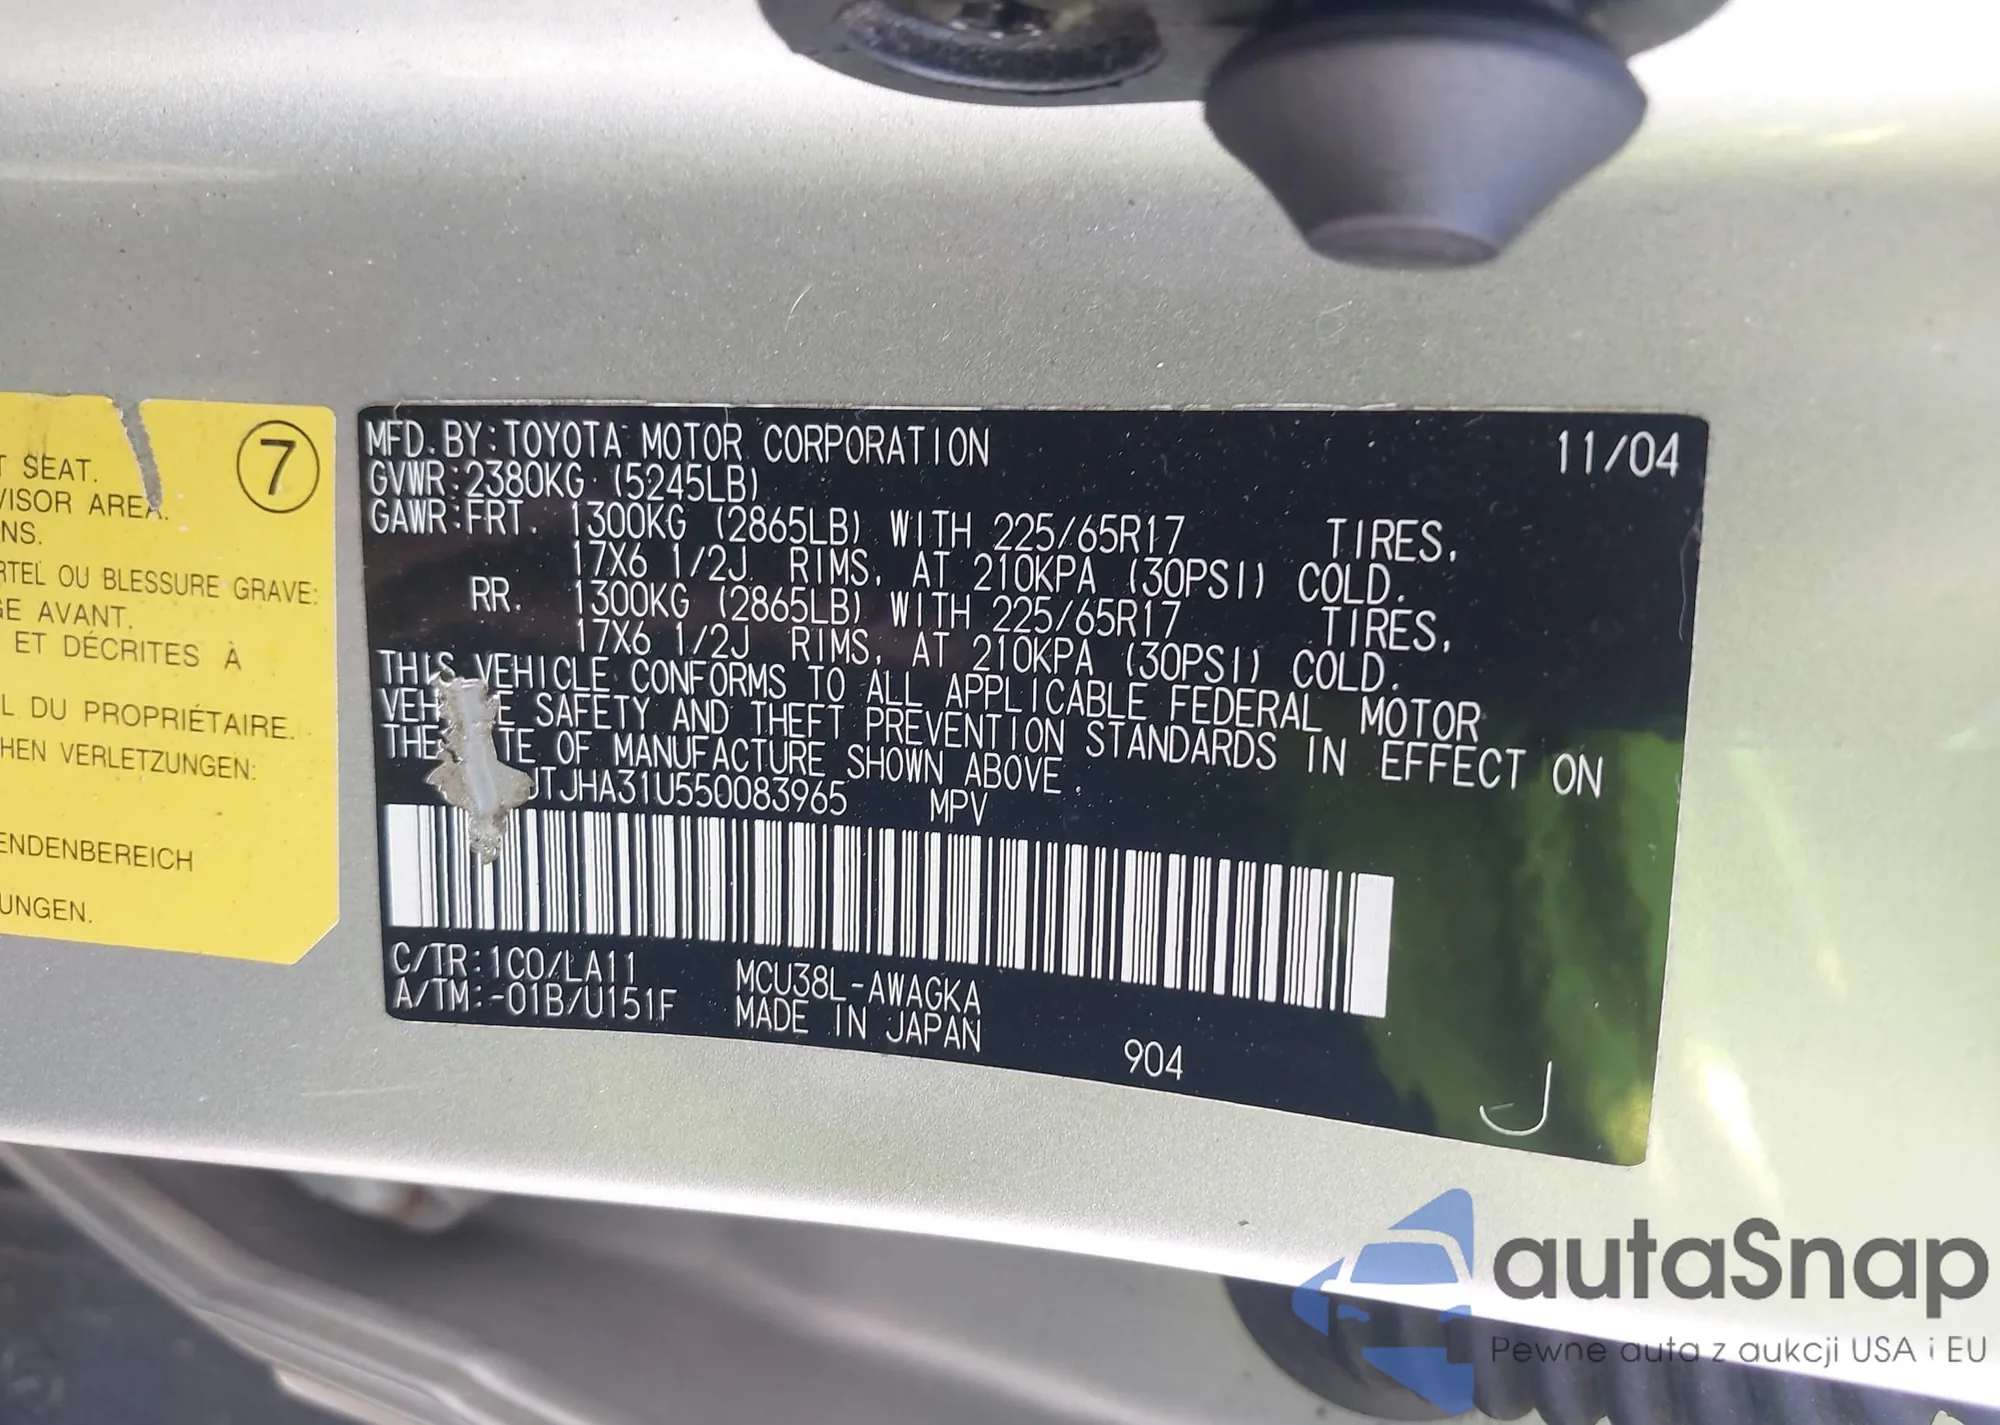 T SEAT.
VISOR AREA.
NS.
RTEL OU BLESSURE GRAVE:
GE AVANT.
ET DÉCRITES À
L DU PROPRIÉTAIRE.
CHEN VERLETZUNGEN:
ENDENBEREICH
UNGEN.
7
MFD. BY: TOYOTA MOTOR CORPORATION 11/04
GVWR: 2380KG (5245LB)
GAWR: FRT. 1300KG (2865LB) WITH 225/65R17 TIRES,
17X6 1/2J RIMS, AT 210KPA (30PSI) COLD.
RR. 1300KG (2865LB) WITH 225/65R17 TIRES,
17X6 1/2J RIMS, AT 210KPA (30PSI) COLD.
THIS VEHICLE CONFORMS TO ALL APPLICABLE FEDERAL MOTOR
VEH E SAFETY AND THEFT PREVENTION STANDARDS IN EFFECT ON
THE TE OF MANUFACTURE SHOWN ABOVE.
JTJHA31U550083965 MPV
C/TR: 1C0/LA11 MCU38L-AWAGKA
A/TM: -01B/U151F MADE IN JAPAN
904
J
autaSnap
Pewne auta z aukcji USA i EU